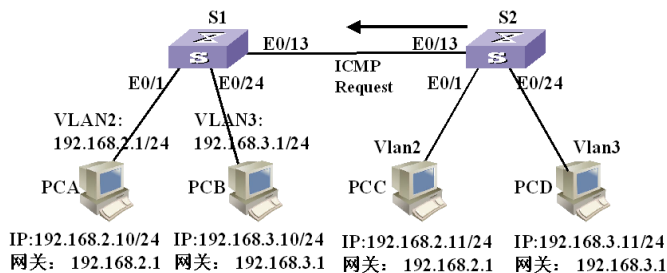 S1
S2
E0/13
E0/13
ICMP
Request
E0/1
E0/24
E0/1
E0/24
VLAN2:
192.168.2.1/24
VLAN3:
192.168.3.1/24
Vlan2
Vlan3
PCA
PCB
PCC
PCD
IP:192.168.2.10/24
网关: 192.168.2.1
IP:192.168.3.10/24
网关: 192.168.3.1
IP:192.168.2.11/24
网关: 192.168.2.1
IP:192.168.3.11/24
网关: 192.168.3.1